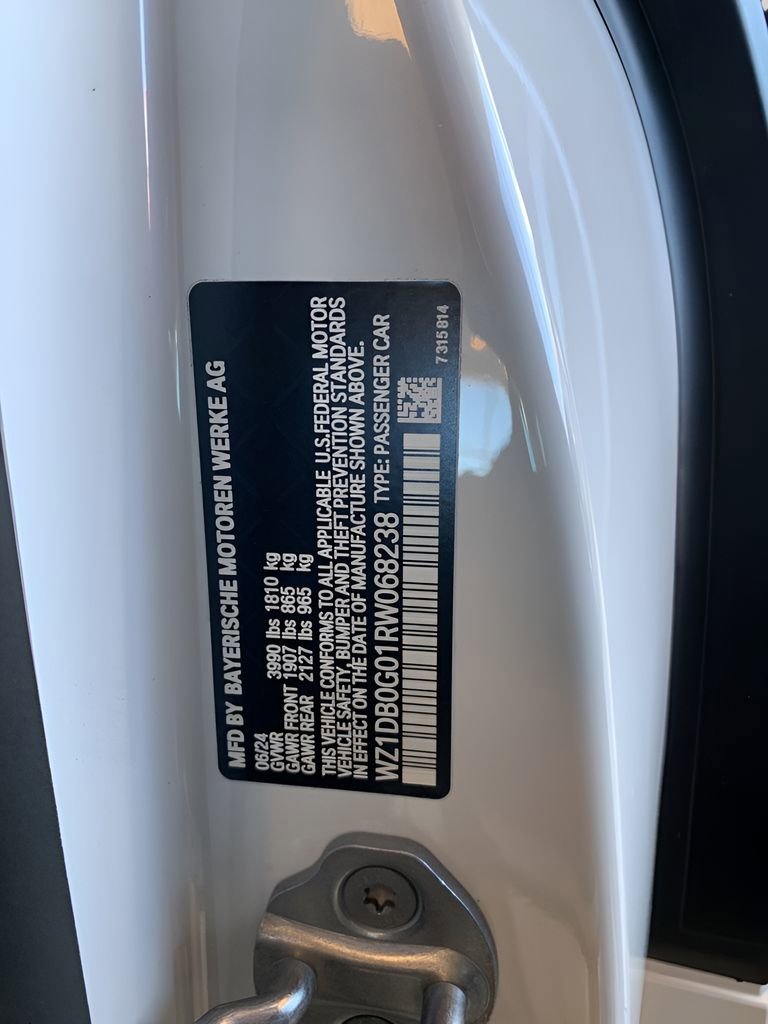 MFD BY BAYERISCHE MOTOREN WERKE AG
06/24
GVWR 3990 lbs 1810 kg
GAWR FRONT 1907 lbs 865 kg
GAWR REAR 2127 lbs 965 kg
THIS VEHICLE CONFORMS TO ALL APPLICABLE U.S.FEDERAL MOTOR
VEHICLE SAFETY, BUMPER AND THEFT PREVENTION STANDARDS
IN EFFECT ON THE DATE OF MANUFACTURE SHOWN ABOVE.
WZ1DB0G01RW068238 TYPE: PASSENGER CAR
7315814